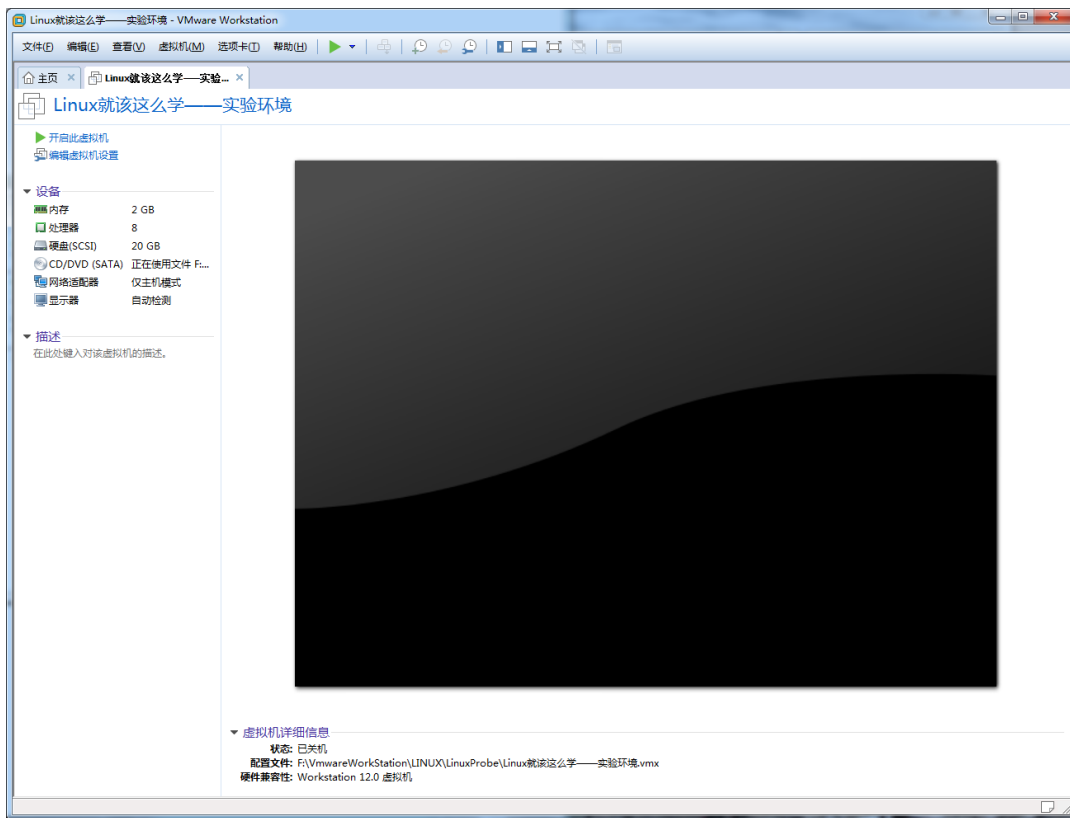 Linux就该这么学——实验环境 - VMware Workstation
文件(F) 编辑(E) 查看(V) 虚拟机(M) 选项卡(T) 帮助(H)
主页 Linux就该这么学——实验...
Linux就该这么学——实验环境
开启此虚拟机
编辑虚拟机设置
设备
内存 2 GB
处理器 8
硬盘(SCSI) 20 GB
CD/DVD (SATA) 正在使用文件 F:...
网络适配器 仅主机模式
显示器 自动检测
描述
在此处键入对该虚拟机的描述。
虚拟机详细信息
状态: 已关机
配置文件: F:\VmwareWorkStation\LINUX\LinuxProbe\Linux就该这么学——实验环境.vmx
硬件兼容性: Workstation 12.0 虚拟机